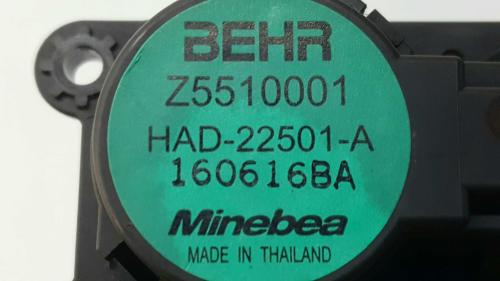 BEHR
Z5510001
HAD-22501-A
160616BA
Minebea
MADE IN THAILAND